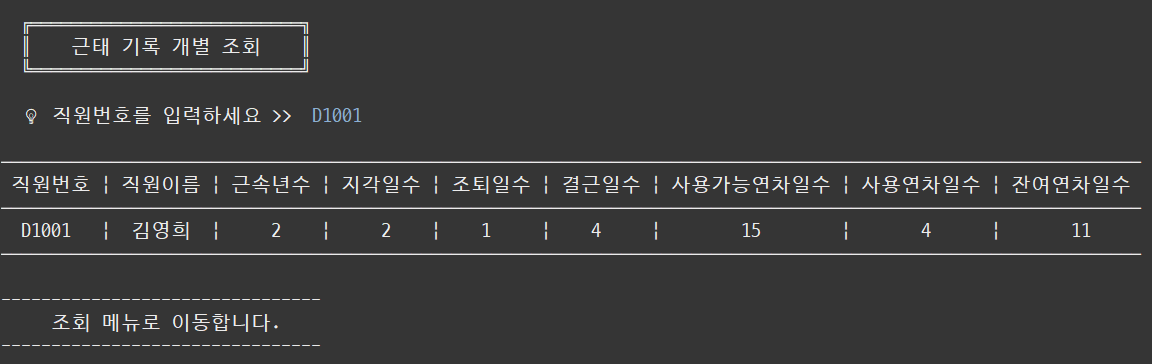 근태 기록 개별 조회
직원번호를 입력하세요 >> D1001
직원번호 ¦ 직원이름 ¦ 근속년수 ¦ 지각일수 ¦ 조퇴일수 ¦ 결근일수 ¦ 사용가능연차일수 ¦ 사용연차일수 ¦ 잔여연차일수
D1001 ¦ 김영희 ¦ 2 ¦ 2 ¦ 1 ¦ 4 ¦ 15 ¦ 4 ¦ 11
조회 메뉴로 이동합니다.